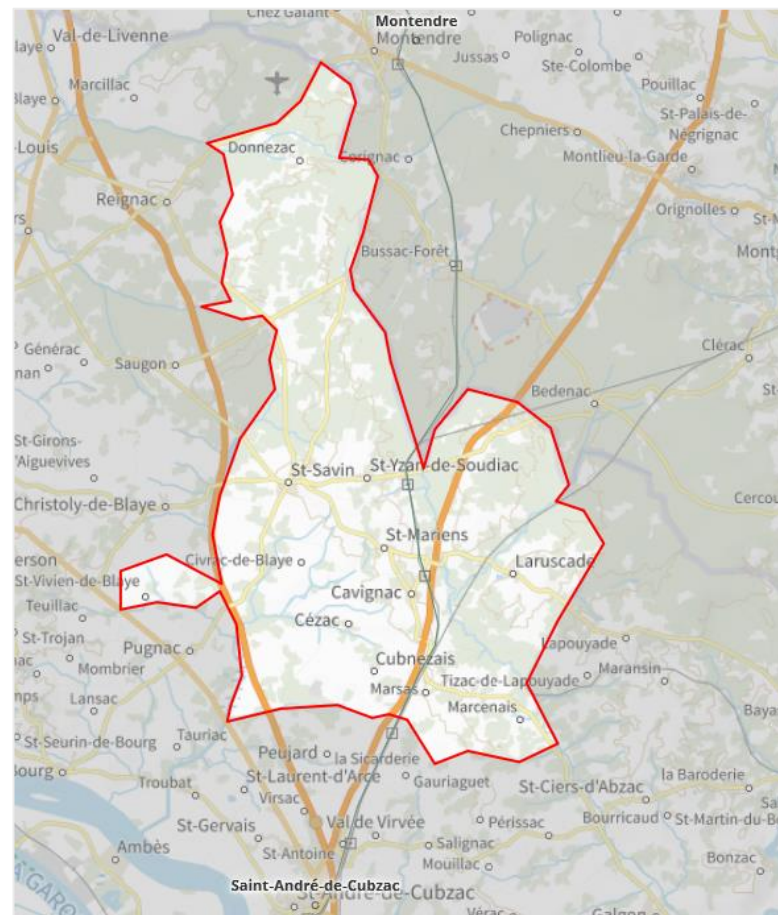 Chez Galant
Montendre
Val-de-Livenne
Montendre
Polignac
Jussas
Ste-Colombe
Blaye
Marcillac
Pouillac
Blaye
St-Palais-de-
Négrignac
Chepniers
-Louis
Donnezac
Corignac
Montlieu-la-Garde
Reignac
Orignolles
Bussac-Forêt
Générac
Saugon
Clérac
Bedenac
St-Girons-
d'Aiguevives
St-Savin
St-Yzan-de-Soudiac
Christoly-de-Blaye
St-Mariens
Civrac-de-Blaye
Laruscade
St-Vivien-de-Blaye
Cavignac
Teuillac
Cézac
St-Trojan
Pugnac
Lapouyade
Mombrier
Cubnezais
Maransin
Marsas
Tizac-de-Lapouyade
Lansac
Marcenais
St-Seurin-de-Bourg
Tauriac
Peujard
la Sicarderie
Bourg
St-Laurent-d'Arce
Gauriaguet
la Baroderie
Troubat
Virsac
St-Ciers-d'Abzac
St-Gervais
Val de Virvée
Périssac
Bourricaud
St-Martin-du-B
Ambès
St-Antoine
Salignac
Mouillac
Bonzac
Saint-André-de-Cubzac
St-André-de-Cubzac
Vérac
Galgon